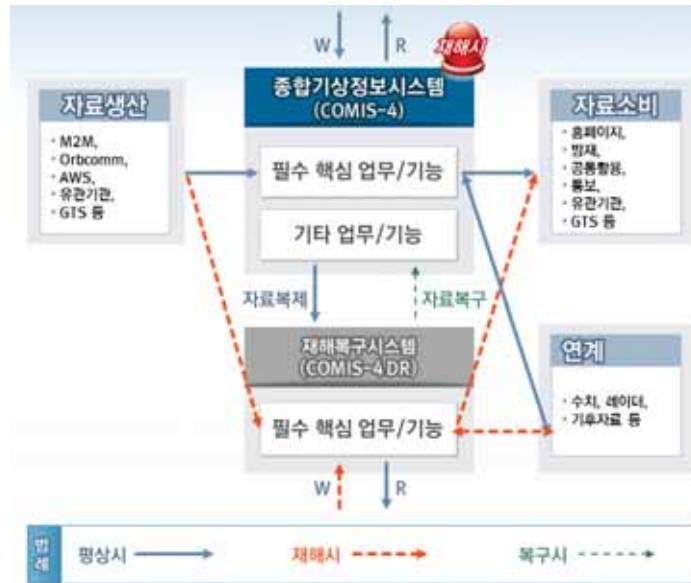 W
R
재해시
종합기상정보시스템
(COMIS-4)
자료생산
· M2M,
· Orbcomm,
· AWS,
· 유관기관,
· GTS 등
필수 핵심 업무/기능
기타 업무/기능
자료소비
· 홈페이지,
· 방재,
· 공통활용,
· 통보,
· 유관기관,
· GTS 등
자료복제
자료복구
재해복구시스템
(COMIS-4 DR)
필수 핵심 업무/기능
연계
· 수치, 레이더,
· 기후자료 등
W
R
범례
평상시
재해시
복구시